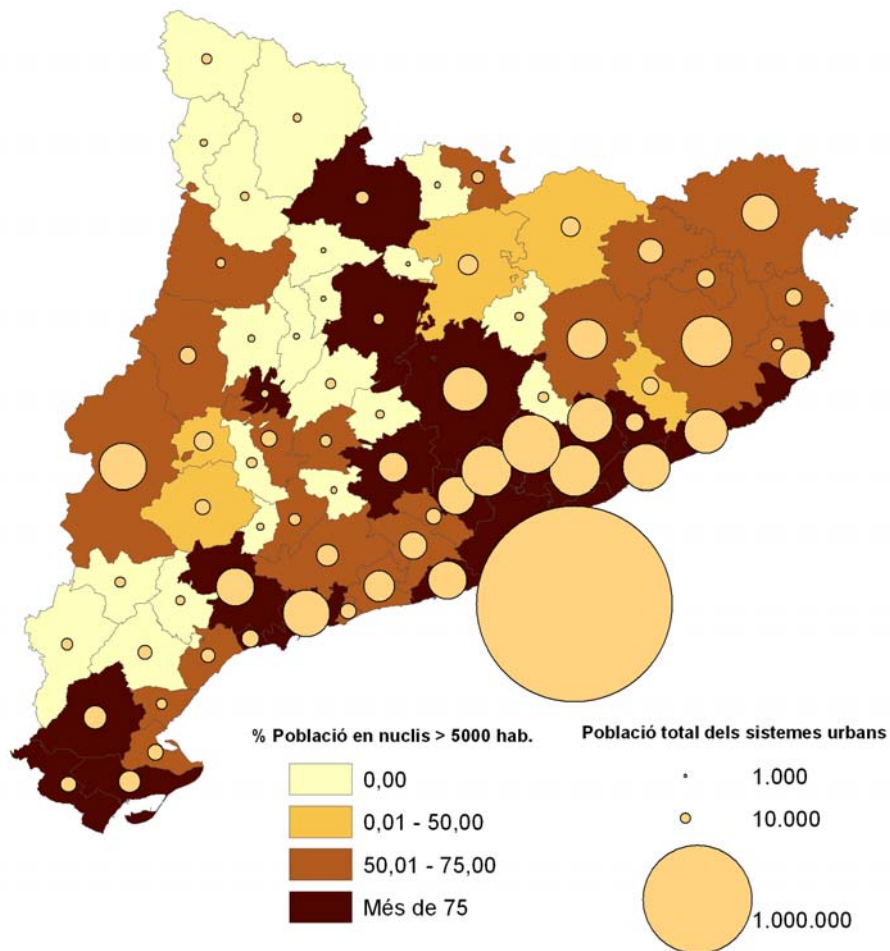 % Població en nuclis > 5000 hab.
0,00
0,01 - 50,00
50,01 - 75,00
Més de 75
Població total dels sistemes urbans
1.000
10.000
1.000.000